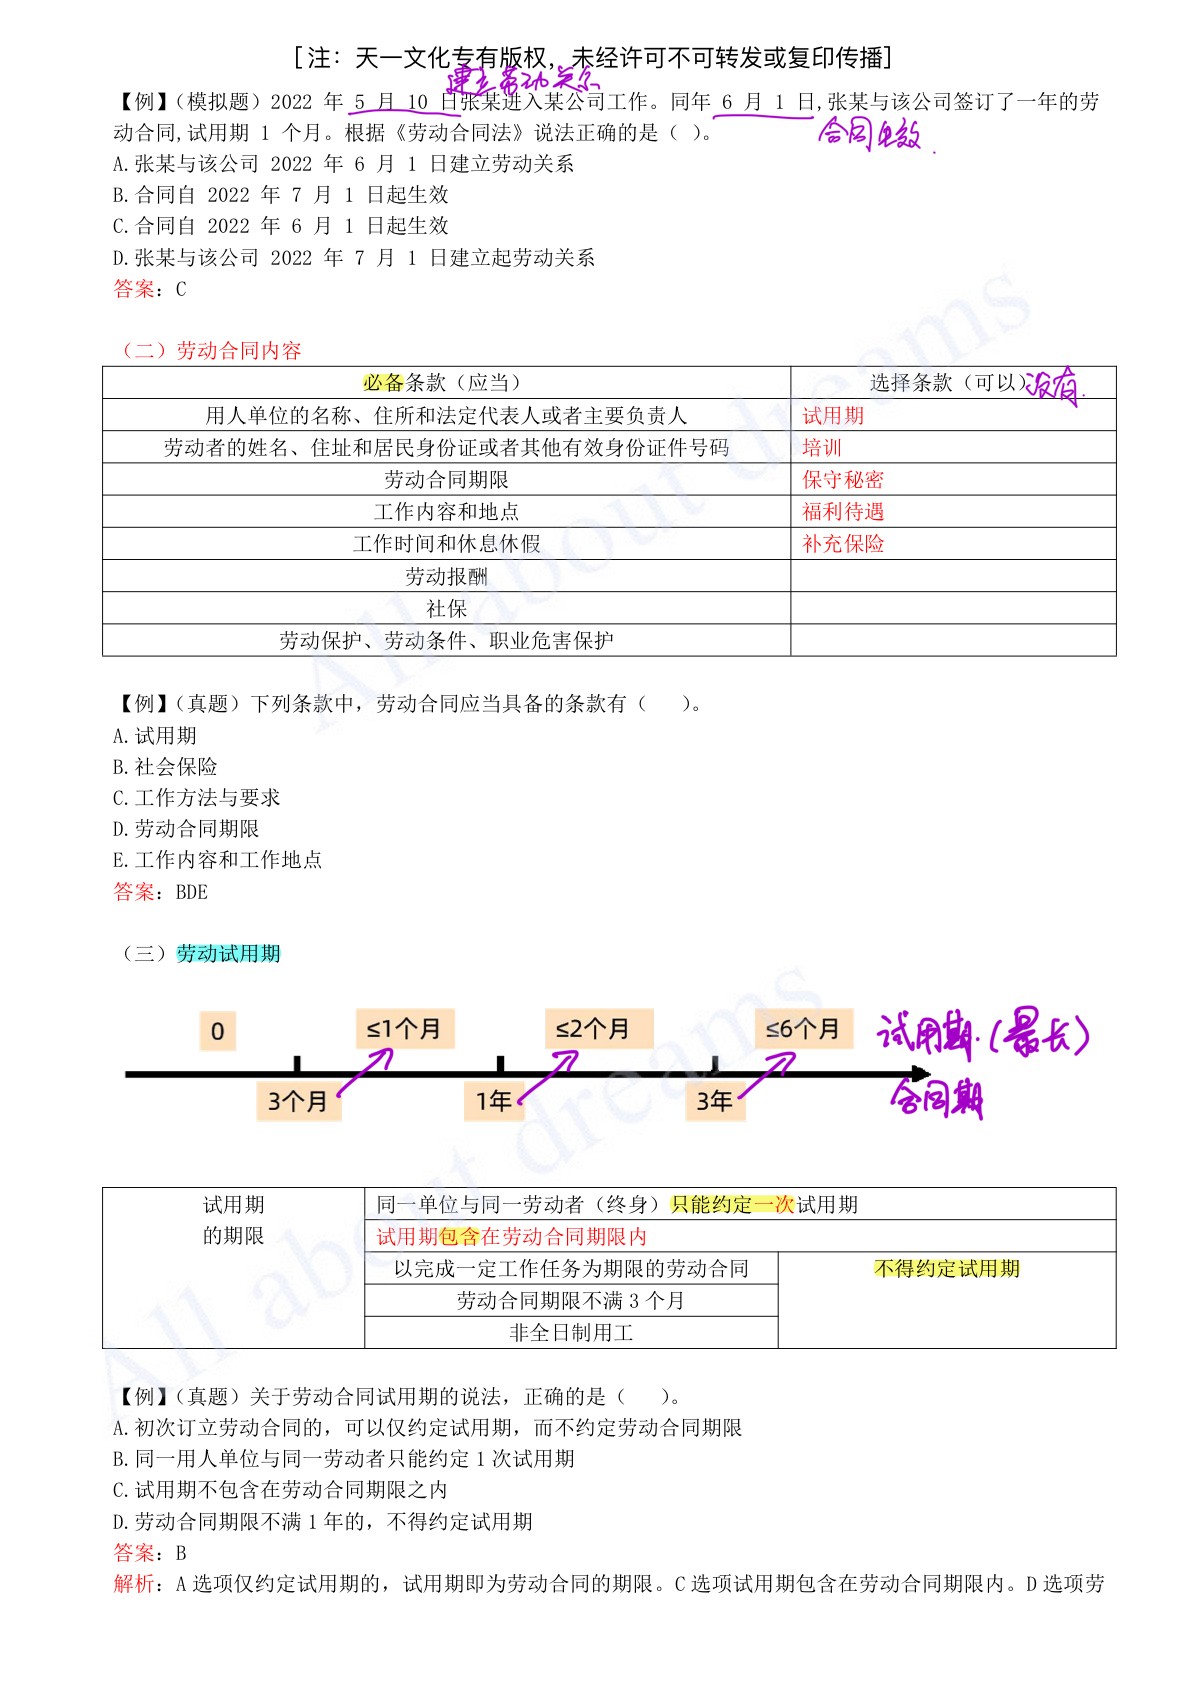 [注：天一文化专有版权，未经许可不可转发或复印传播]
建立劳动关系
【例】（模拟题）2022 年 5 月 10 日张某进入某公司工作。同年 6 月 1 日,张某与该公司签订了一年的劳
动合同,试用期 1 个月。根据《劳动合同法》说法正确的是（ ）。
合同生效
A.张某与该公司 2022 年 6 月 1 日建立劳动关系
B.合同自 2022 年 7 月 1 日起生效
C.合同自 2022 年 6 月 1 日起生效
D.张某与该公司 2022 年 7 月 1 日建立起劳动关系
答案：C
（二）劳动合同内容
必备条款（应当） 选择条款（可以）没有.
用人单位的名称、住所和法定代表人或者主要负责人 试用期
劳动者的姓名、住址和居民身份证或者其他有效身份证件号码 培训
劳动合同期限 保守秘密
工作内容和地点 福利待遇
工作时间和休息休假 补充保险
劳动报酬
社保
劳动保护、劳动条件、职业危害保护
【例】（真题）下列条款中，劳动合同应当具备的条款有（ ）。
A.试用期
B.社会保险
C.工作方法与要求
D.劳动合同期限
E.工作内容和工作地点
答案：BDE
（三）劳动试用期
0 ≤1个月 ≤2个月 ≤6个月 试用期.（最长）
3个月 1年 3年 合同期
试用期 同一单位与同一劳动者（终身）只能约定一次试用期
的期限 试用期包含在劳动合同期限内
以完成一定工作任务为期限的劳动合同 不得约定试用期
劳动合同期限不满 3 个月
非全日制用工
【例】（真题）关于劳动合同试用期的说法，正确的是（ ）。
A.初次订立劳动合同的，可以仅约定试用期，而不约定劳动合同期限
B.同一用人单位与同一劳动者只能约定 1 次试用期
C.试用期不包含在劳动合同期限之内
D.劳动合同期限不满 1 年的，不得约定试用期
答案：B
解析：A 选项仅约定试用期的，试用期即为劳动合同的期限。C 选项试用期包含在劳动合同期限内。D 选项劳
All about dreams
All about dreams